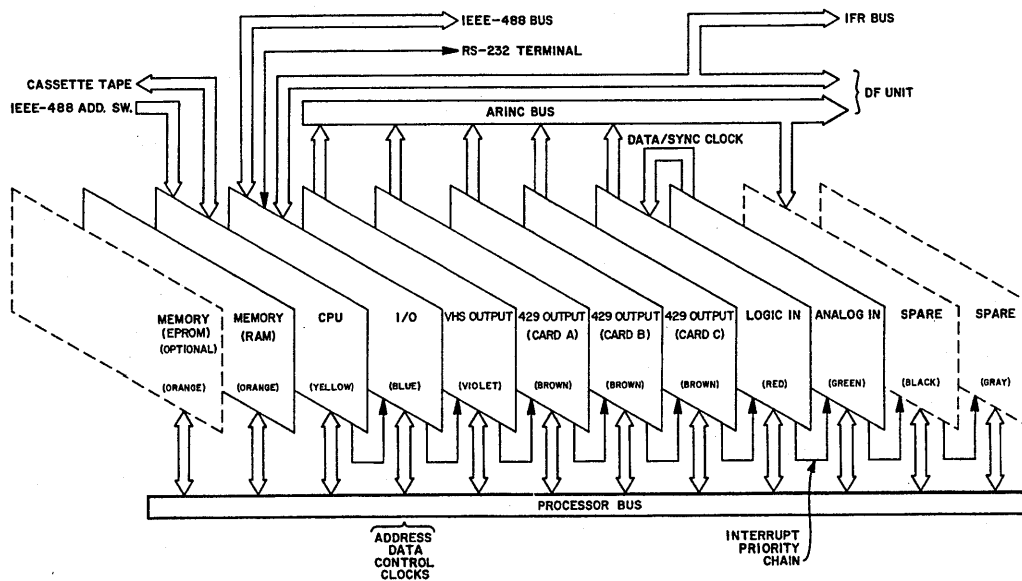 IEEE-488 BUS
IFR BUS
RS-232 TERMINAL
CASSETTE TAPE
IEEE-488 ADD. SW.
ARINC BUS
DF UNIT
DATA/SYNC CLOCK
MEMORY
(EPROM)
(OPTIONAL)
(ORANGE)
MEMORY
(RAM)
(ORANGE)
CPU
(YELLOW)
I/O
(BLUE)
VHS OUTPUT
(VIOLET)
429 OUTPUT
(CARD A)
(BROWN)
429 OUTPUT
(CARD B)
(BROWN)
429 OUTPUT
(CARD C)
(BROWN)
LOGIC IN
(RED)
ANALOG IN
(GREEN)
SPARE
(BLACK)
SPARE
(GRAY)
PROCESSOR BUS
ADDRESS
DATA
CONTROL
CLOCKS
INTERRUPT
PRIORITY
CHAIN